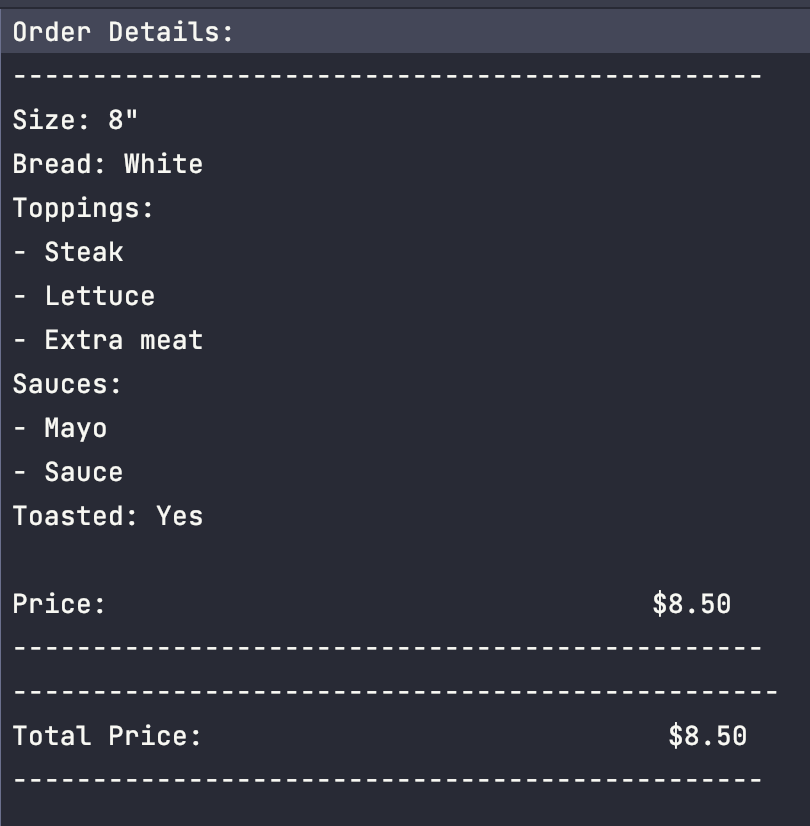 Order Details:
-----------------------------------------------
Size: 8"
Bread: White
Toppings:
- Steak
- Lettuce
- Extra meat
Sauces:
- Mayo
- Sauce
Toasted: Yes
Price:                                  $8.50
-----------------------------------------------
------------------------------------------------
Total Price:                             $8.50
-----------------------------------------------